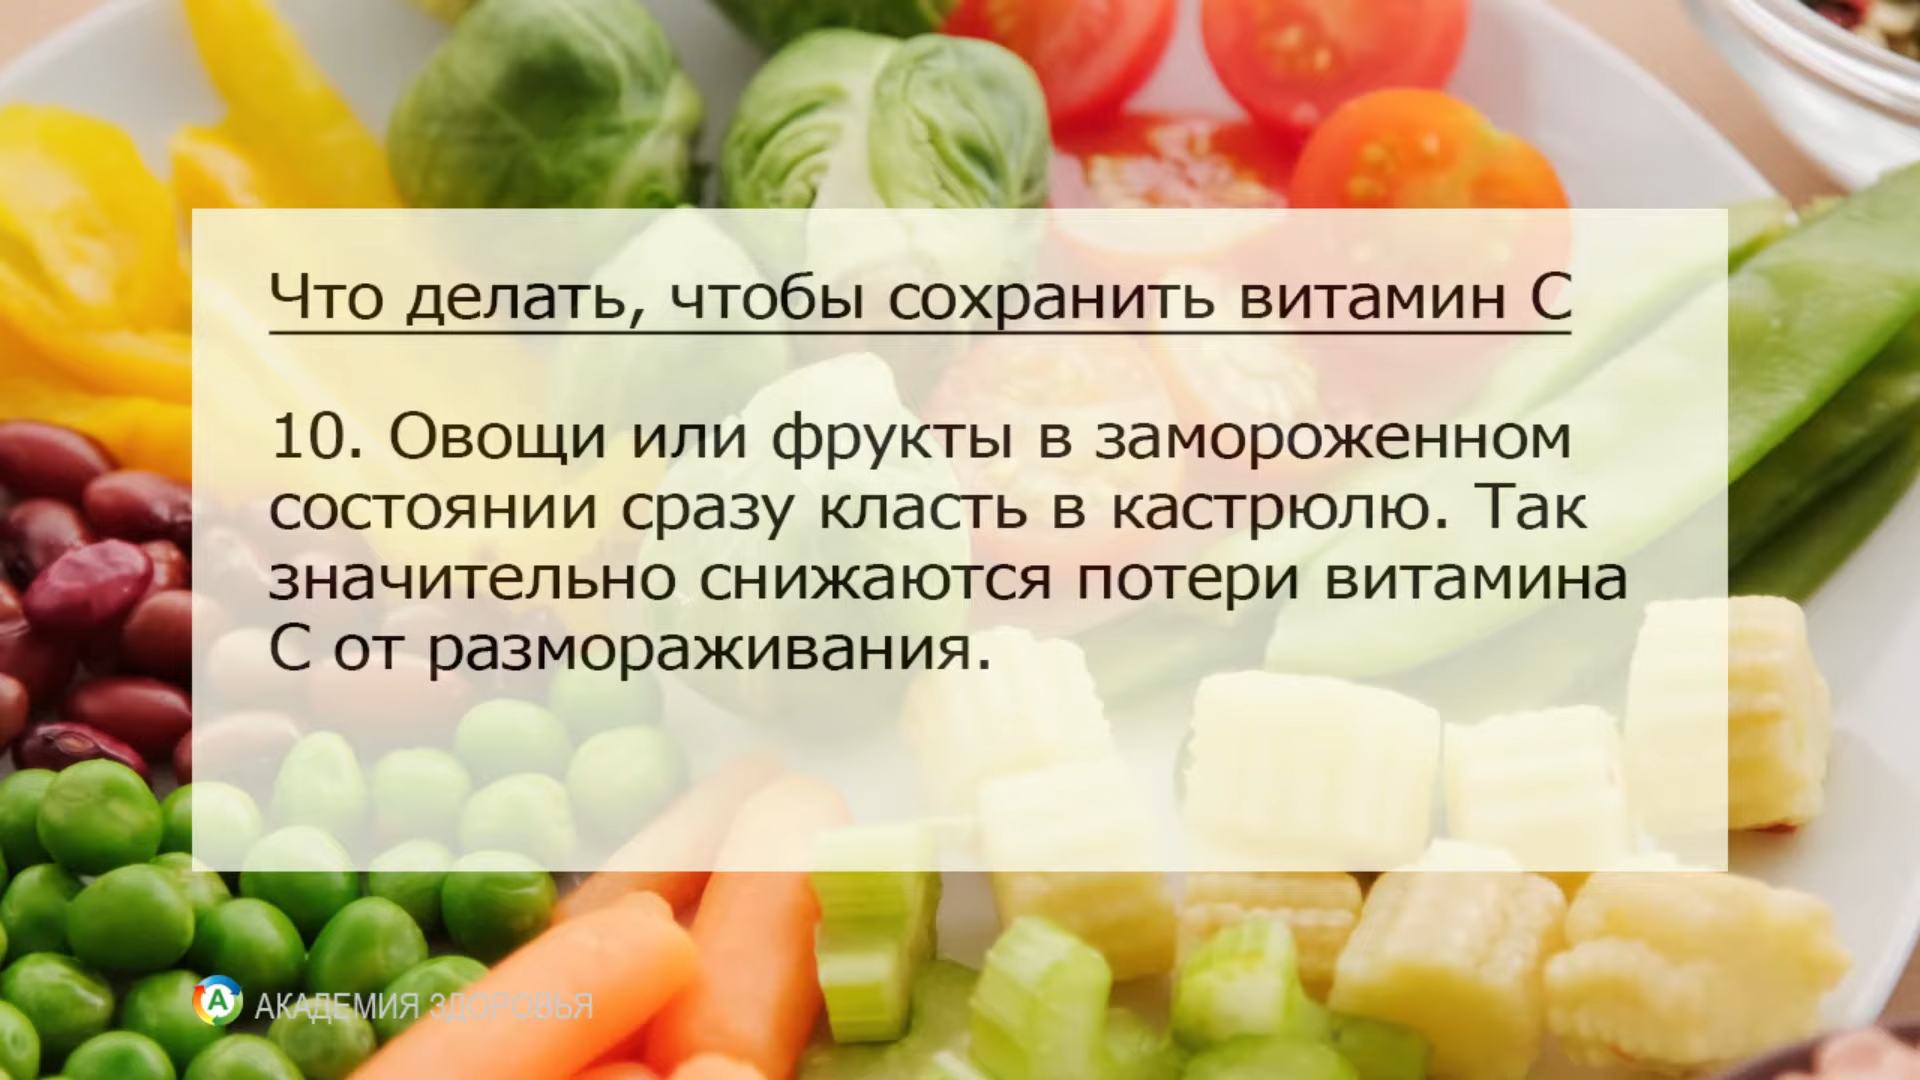 Что делать, чтобы сохранить витамин С
10. Овощи или фрукты в замороженном
состоянии сразу класть в кастрюлю. Так
значительно снижаются потери витамина
С от размораживания.
А АКАДЕМИЯ ЗДОРОВЬЯ